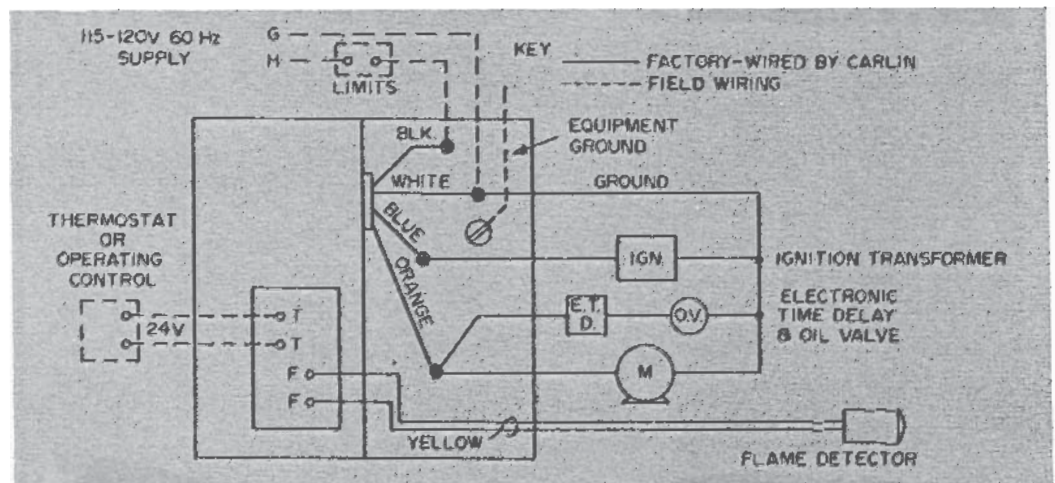 115-120V 60 Hz
SUPPLY
G
H
LIMITS
KEY
FACTORY-WIRED BY CARLIN
FIELD WIRING
EQUIPMENT
GROUND
BLK.
WHITE
GROUND
BLUE
ORANGE
THERMOSTAT
OR
OPERATING
CONTROL
24V
T
T
F
F
IGN.
IGNITION TRANSFORMER
E.T.
D.
O.V.
ELECTRONIC
TIME DELAY
& OIL VALVE
M
YELLOW
FLAME DETECTOR